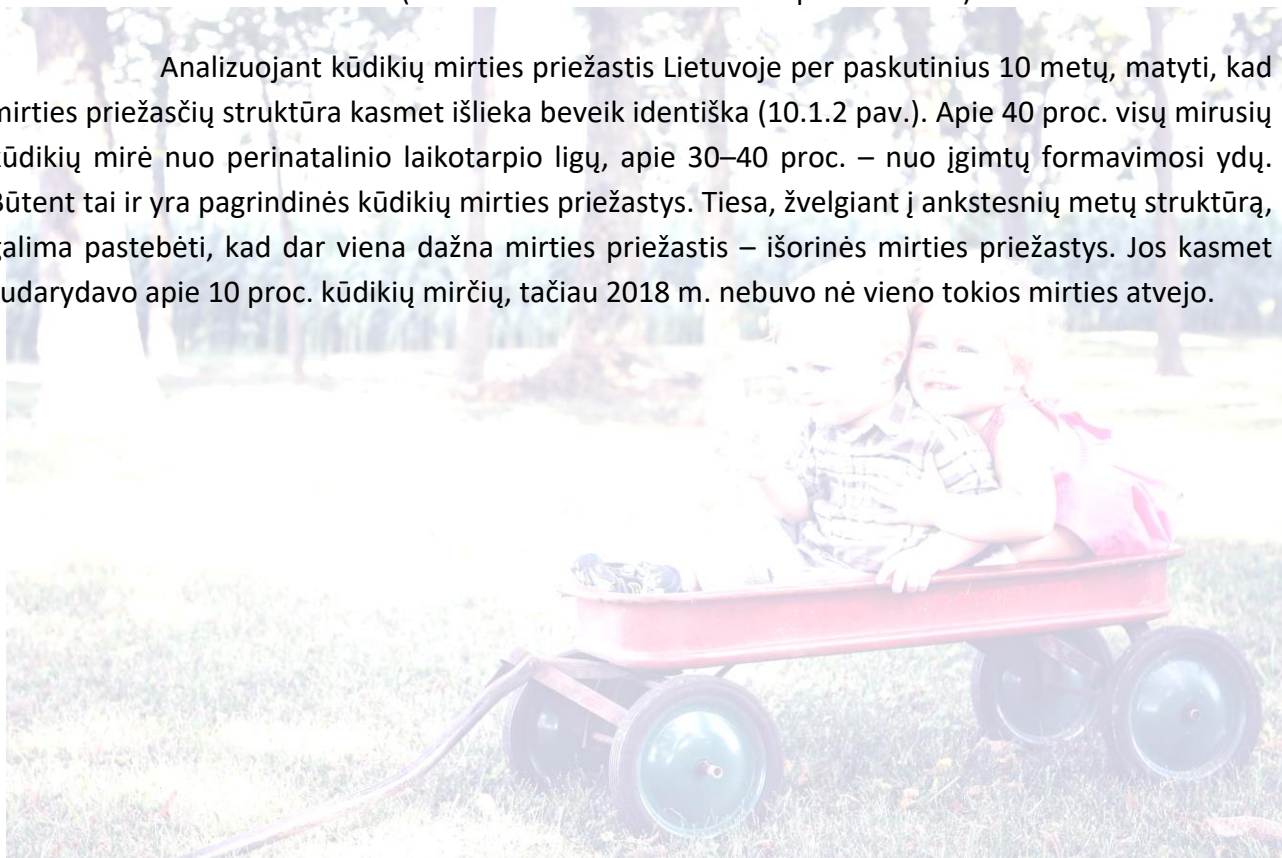 Analizuojant kūdikių mirties priežastis Lietuvoje per paskutinius 10 metų, matyti, kad
mirties priežasčių struktūra kasmet išlieka beveik identiška (10.1.2 pav.). Apie 40 proc. visų mirusių
kūdikių mirė nuo perinatalinio laikotarpio ligų, apie 30–40 proc. – nuo įgimtų formavimosi ydų.
Būtent tai ir yra pagrindinės kūdikių mirties priežastys. Tiesa, žvelgiant į ankstesnių metų struktūrą,
galima pastebėti, kad dar viena dažna mirties priežastis – išorinės mirties priežastys. Jos kasmet
udarydavo apie 10 proc. kūdikių mirčių, tačiau 2018 m. nebuvo nė vieno tokios mirties atvejo.